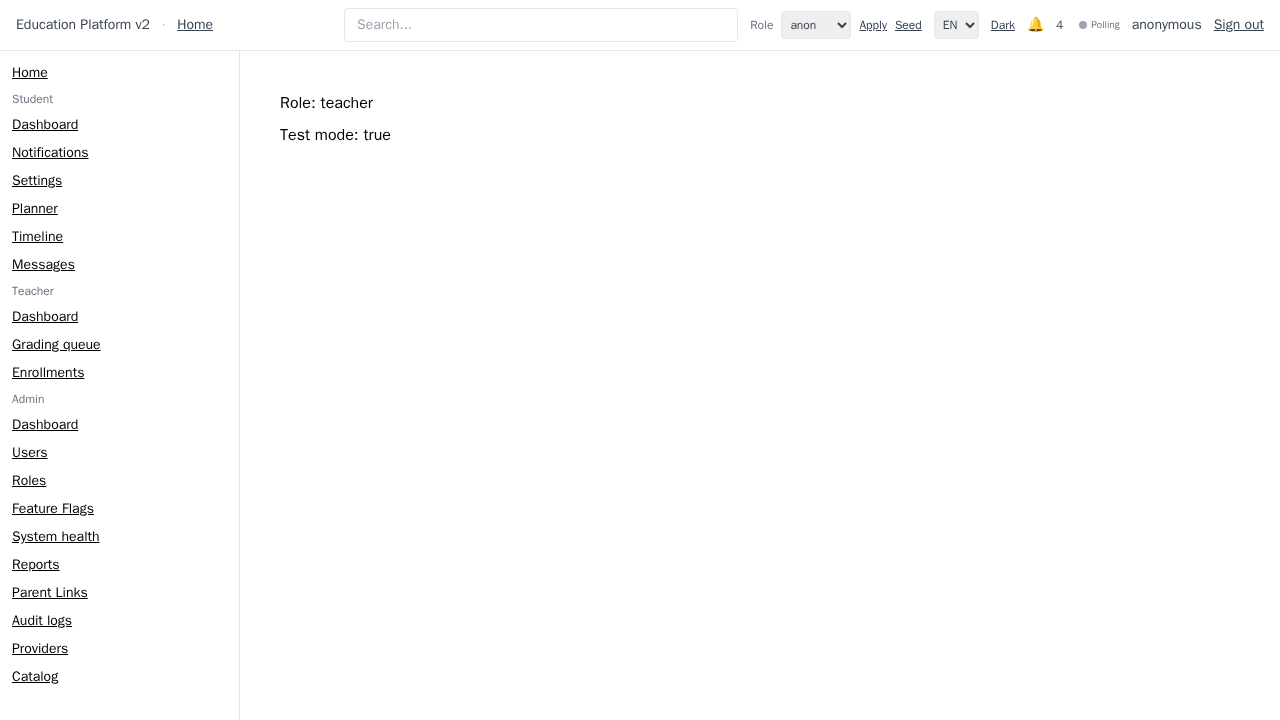 Education Platform v2 · Home
Search...
Role anon Apply Seed EN Dark 🔔 4 Polling anonymous Sign out
Home
Student
Dashboard
Notifications
Settings
Planner
Timeline
Messages
Teacher
Dashboard
Grading queue
Enrollments
Admin
Dashboard
Users
Roles
Feature Flags
System health
Reports
Parent Links
Audit logs
Providers
Catalog
Role: teacher
Test mode: true